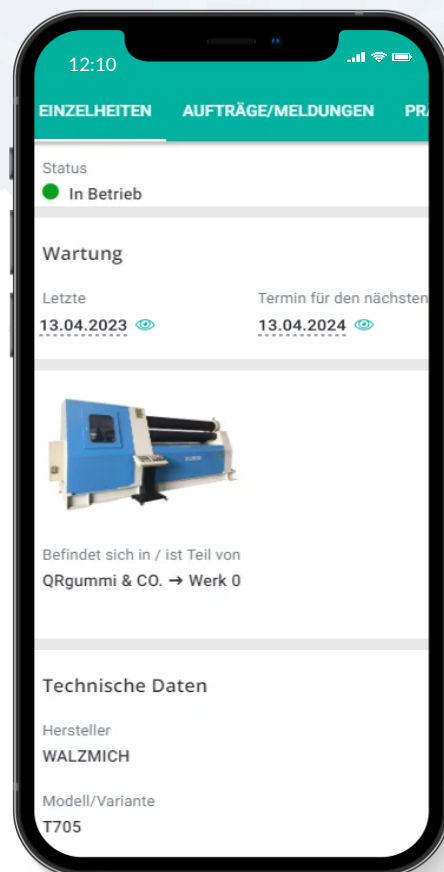 12:10
EINZELHEITEN AUFTRÄGE/MELDUNGEN
Status
In Betrieb
Wartung
Letzte Termin für den nächsten
13.04.2023 13.04.2024
Befindet sich in / ist Teil von
QRgummi & CO. → Werk 0
Technische Daten
Hersteller
WALZMICH
Modell/Variante
T705